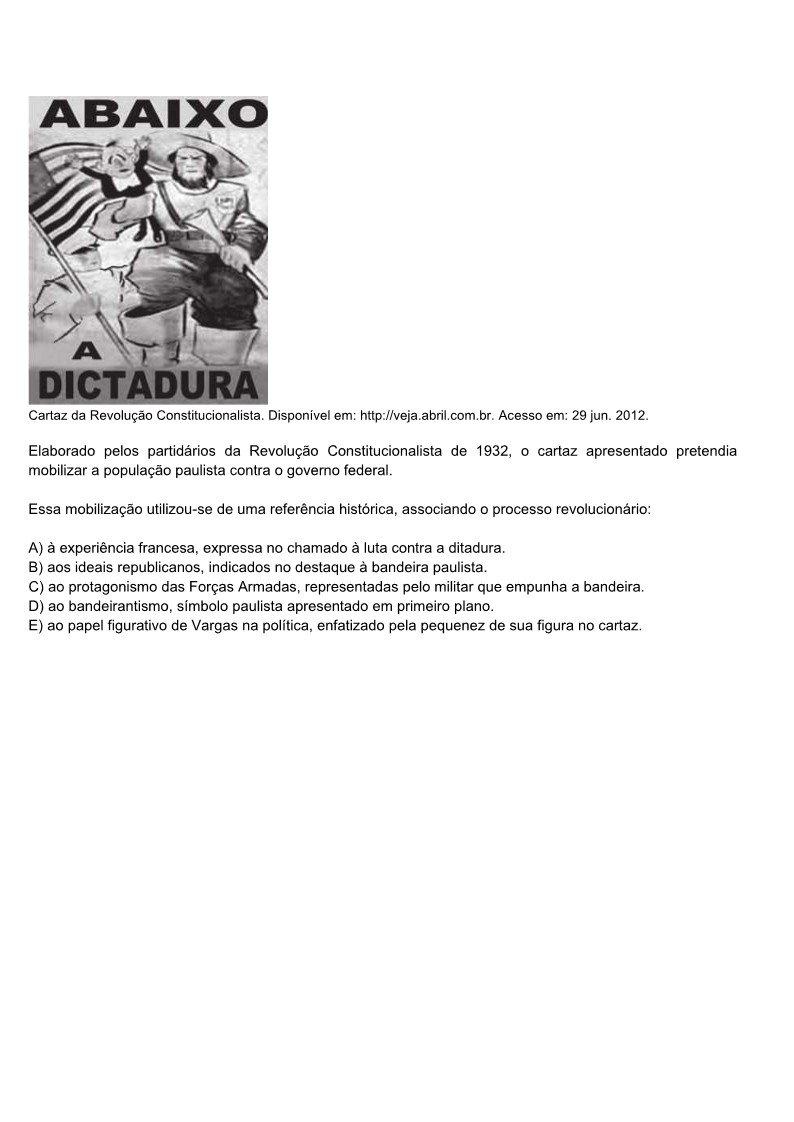 ABAIXO
A
DICTADURA
Cartaz da Revolução Constitucionalista. Disponível em: http://veja.abril.com.br. Acesso em: 29 jun. 2012.
Elaborado pelos partidários da Revolução Constitucionalista de 1932, o cartaz apresentado pretendia
mobilizar a população paulista contra o governo federal.
Essa mobilização utilizou-se de uma referência histórica, associando o processo revolucionário:
A) à experiência francesa, expressa no chamado à luta contra a ditadura.
B) aos ideais republicanos, indicados no destaque à bandeira paulista.
C) ao protagonismo das Forças Armadas, representadas pelo militar que empunha a bandeira.
D) ao bandeirantismo, símbolo paulista apresentado em primeiro plano.
E) ao papel figurativo de Vargas na política, enfatizado pela pequenez de sua figura no cartaz.